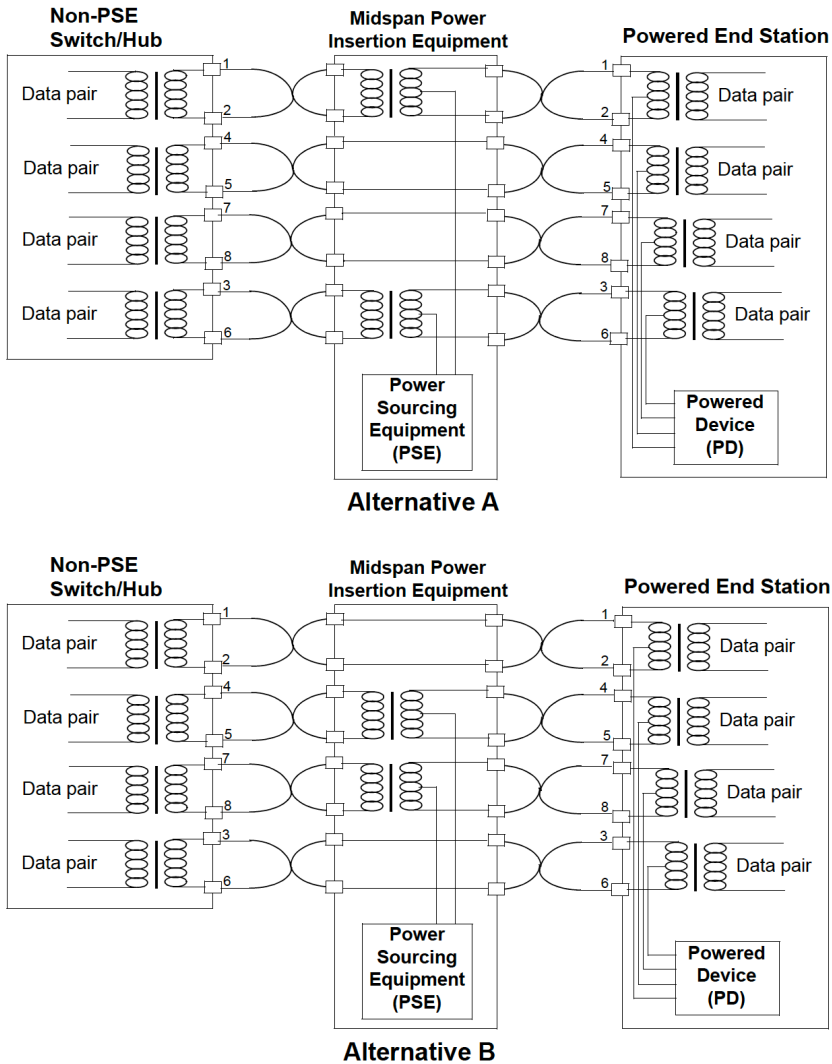 Non-PSE
Switch/Hub
Midspan Power
Insertion Equipment
Powered End Station
Data pair
1
2
1
2
Data pair
Data pair
4
5
4
5
Data pair
Data pair
7
8
7
8
Data pair
Data pair
3
6
3
6
Data pair
Power
Sourcing
Equipment
(PSE)
Powered
Device
(PD)
Alternative A
Non-PSE
Switch/Hub
Midspan Power
Insertion Equipment
Powered End Station
Data pair
1
2
1
2
Data pair
Data pair
4
5
4
5
Data pair
Data pair
7
8
7
8
Data pair
Data pair
3
6
3
6
Data pair
Power
Sourcing
Equipment
(PSE)
Powered
Device
(PD)
Alternative B